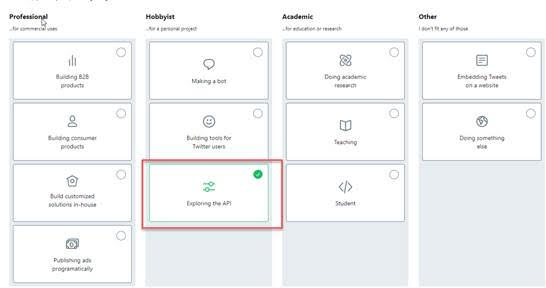 Professional
...for commercial uses
Building B2B
products
Building consumer
products
Build customized
solutions in-house
Publishing ads
programatically
Hobbyist
...for a personal project
Making a bot
Building tools for
Twitter users
Exploring the API
Academic
...for education or research
Doing academic
research
Teaching
Student
Other
I don't fit any of those
Embedding Tweets
on a website
Doing something
else